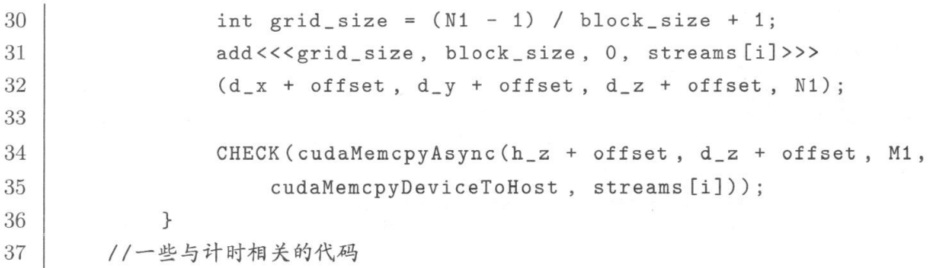 30 int grid_size = (N1 - 1) / block_size + 1;
31 add<<<grid_size, block_size, 0, streams[i]>>>
32 (d_x + offset, d_y + offset, d_z + offset, N1);
33
34 CHECK(cudaMemcpyAsync(h_z + offset, d_z + offset, M1,
35 cudaMemcpyDeviceToHost, streams[i]));
36 }
37 //一些与计时相关的代码